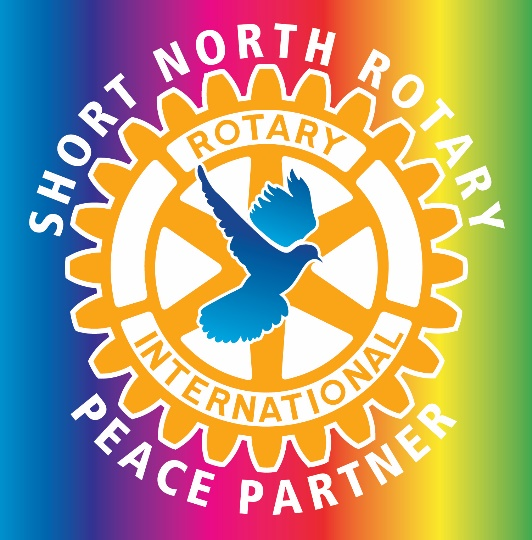 SHORT NORTH ROTARY
ROTARY
INTERNATIONAL
PEACE PARTNER